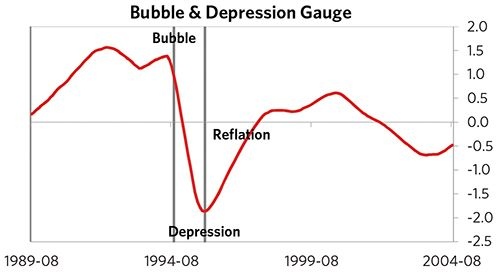 Bubble & Depression Gauge
Bubble
Reflation
Depression
2.0
1.5
1.0
0.5
0.0
-0.5
-1.0
-1.5
-2.0
-2.5
1989-08 1994-08 1999-08 2004-08